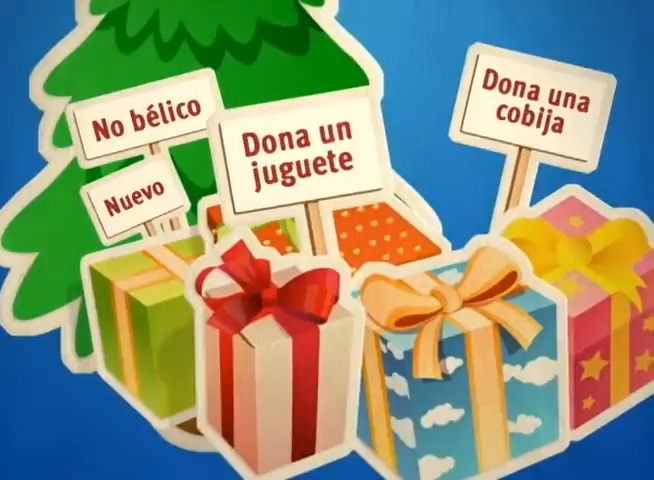 No bélico
Nuevo
Dona un
juguete
Dona una
cobija